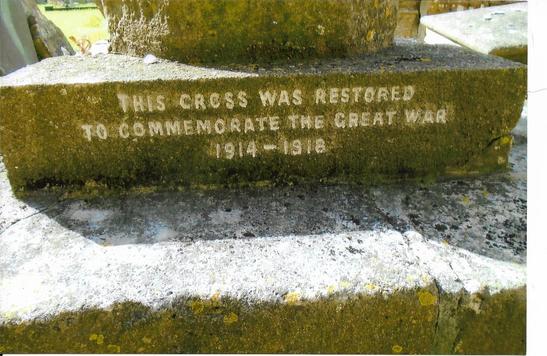 THIS CROSS WAS RESTORED
TO COMMEMORATE THE GREAT WAR
1914 - 1918